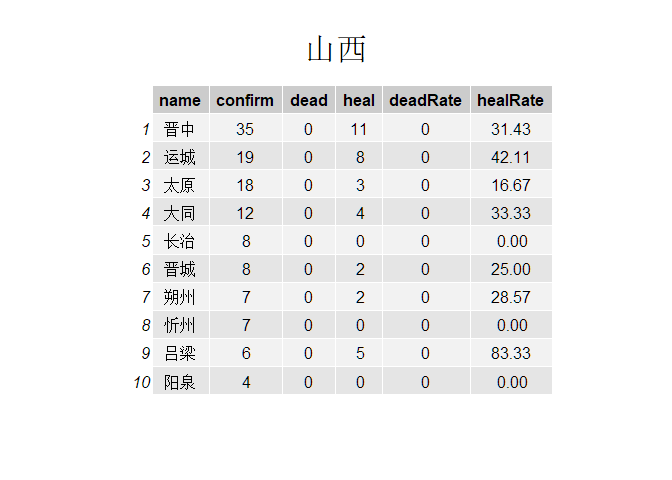 山西
name confirm dead heal deadRate healRate
1 晋中 35 0 11 0 31.43
2 运城 19 0 8 0 42.11
3 太原 18 0 3 0 16.67
4 大同 12 0 4 0 33.33
5 长治 8 0 0 0 0.00
6 晋城 8 0 2 0 25.00
7 朔州 7 0 2 0 28.57
8 忻州 7 0 0 0 0.00
9 吕梁 6 0 5 0 83.33
10 阳泉 4 0 0 0 0.00